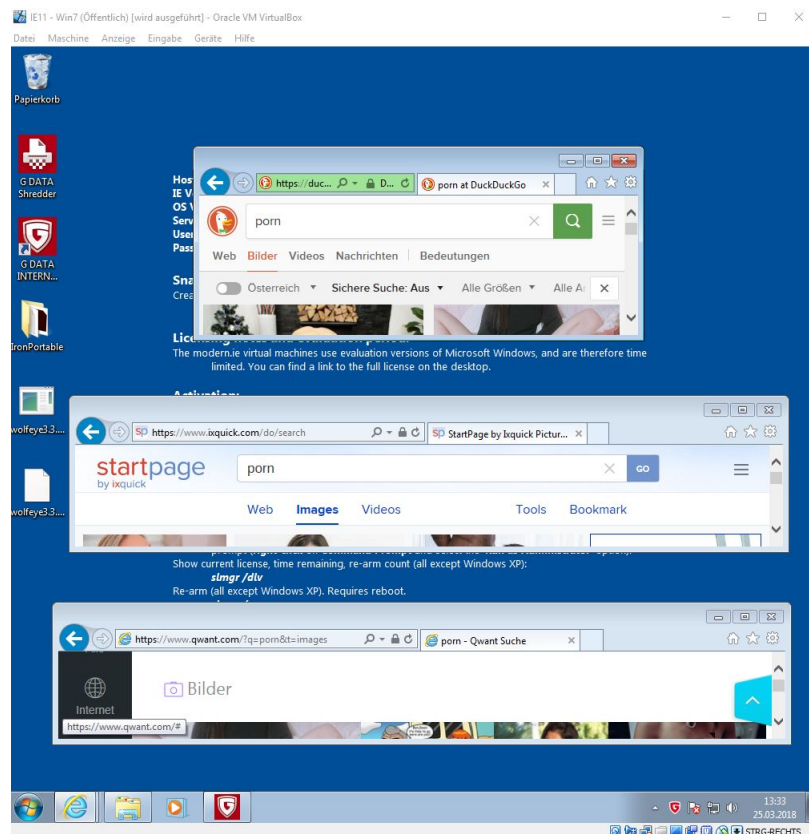 IE11 - Win7 (Öffentlich) [wird ausgeführt] - Oracle VM VirtualBox
Datei Maschine Anzeige Eingabe Geräte Hilfe
Papierkorb
G DATA
Shredder
G DATA
INTERN...
IronPortable
wolfeye3.3....
wolfeye3.3....
https://duc... D... porn at DuckDuckGo
porn
Web Bilder Videos Nachrichten Bedeutungen
Österreich Sichere Suche: Aus Alle Größen
The modern.ie virtual machines use evaluation versions of Microsoft Windows, and are therefore time
limited. You can find a link to the full license on the desktop.
SP https://www.ixquick.com/do/search SP StartPage by Ixquick Pictur...
startpage
by ixquick
porn
GO
Web Images Videos Tools Bookmark
Show current license, time remaining, re-arm count (all except Windows XP):
slmgr /dlv
Re-arm (all except Windows XP). Requires reboot.
https://www.qwant.com/?q=porn&t=images porn - Qwant Suche
Internet
Bilder
https://www.qwant.com/#
13:33
25.03.2018
STRG-RECHTS